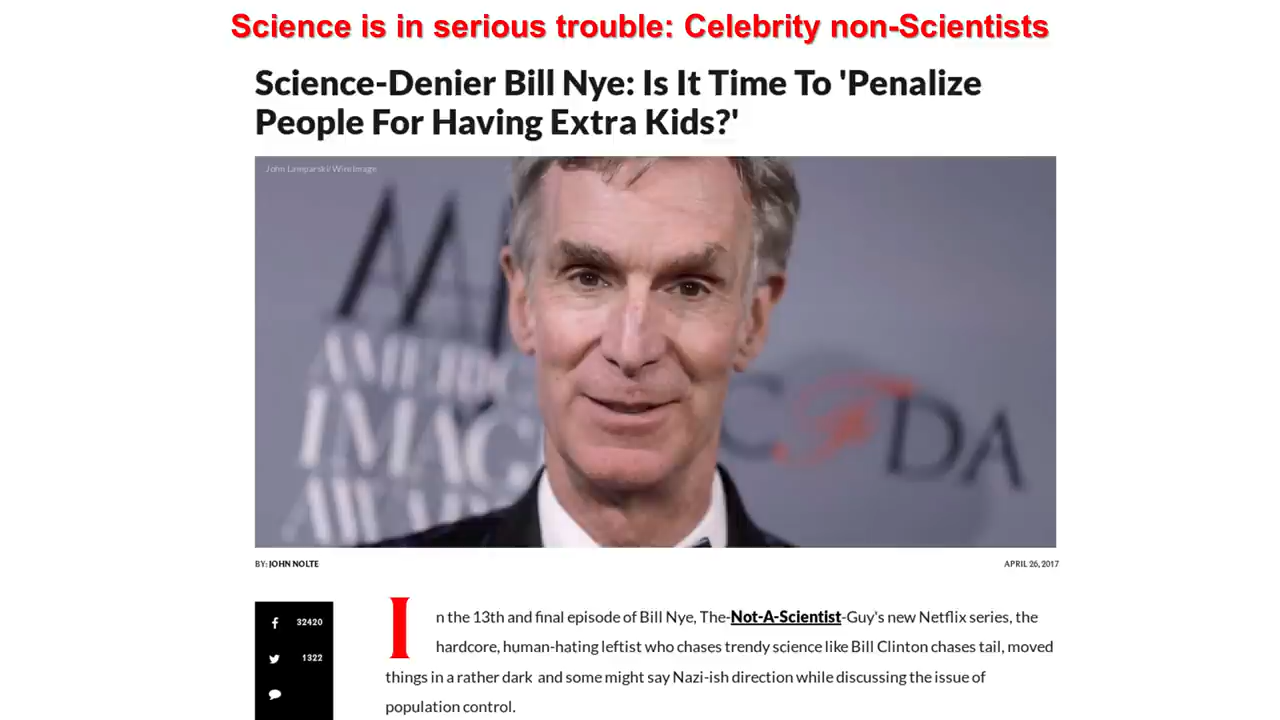 Science is in serious trouble: Celebrity non-Scientists
Science-Denier Bill Nye: Is It Time To 'Penalize
People For Having Extra Kids?'
John Lamparski/WireImage
AMERIC
IMAG
AWARD
CFDA
BY: JOHN NOLTE
APRIL 26, 2017
32420
In the 13th and final episode of Bill Nye, The-Not-A-Scientist-Guy's new Netflix series, the
hardcore, human-hating leftist who chases trendy science like Bill Clinton chases tail, moved
1322
things in a rather dark and some might say Nazi-ish direction while discussing the issue of
population control.